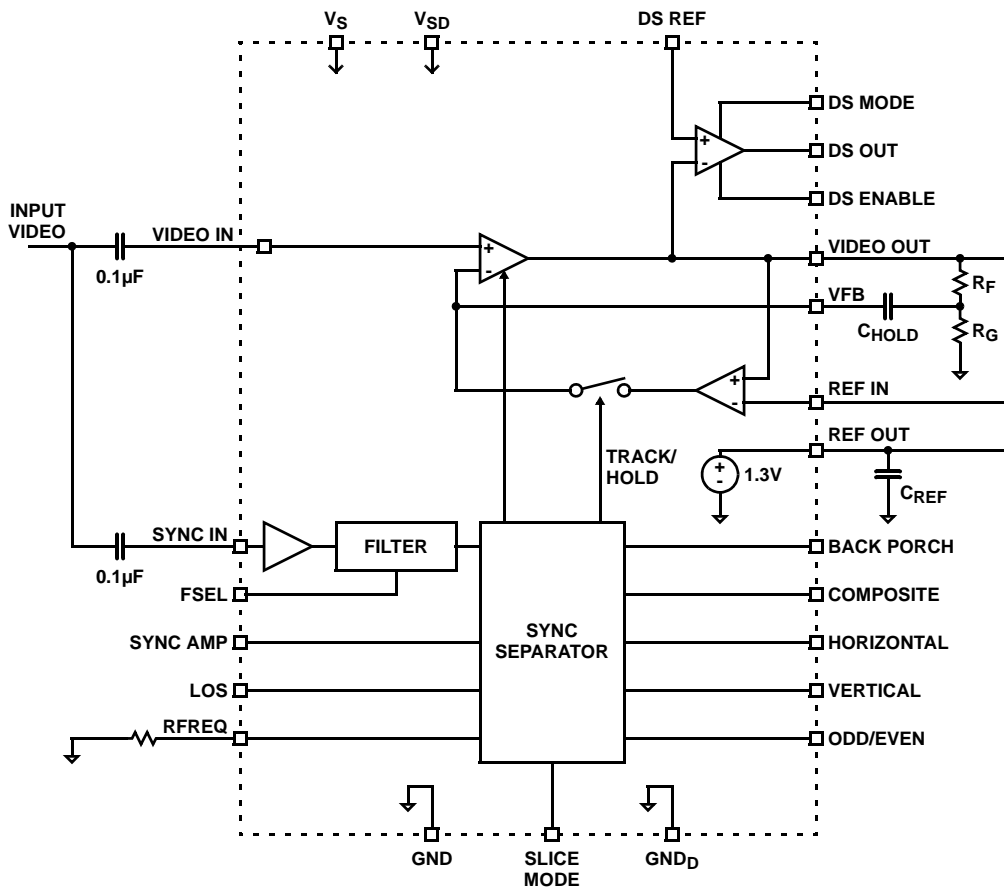 VS
VSD
DS REF
DS MODE
DS OUT
DS ENABLE
INPUT
VIDEO
VIDEO IN
0.1µF
+
-
+
-
VIDEO OUT
RF
VFB
CHOLD
RG
+
-
REF IN
REF OUT
TRACK/
HOLD
+
-
1.3V
CREF
SYNC IN
0.1µF
FILTER
BACK PORCH
FSEL
COMPOSITE
SYNC
SEPARATOR
SYNC AMP
HORIZONTAL
LOS
VERTICAL
RFREQ
ODD/EVEN
GND
SLICE
MODE
GNDD